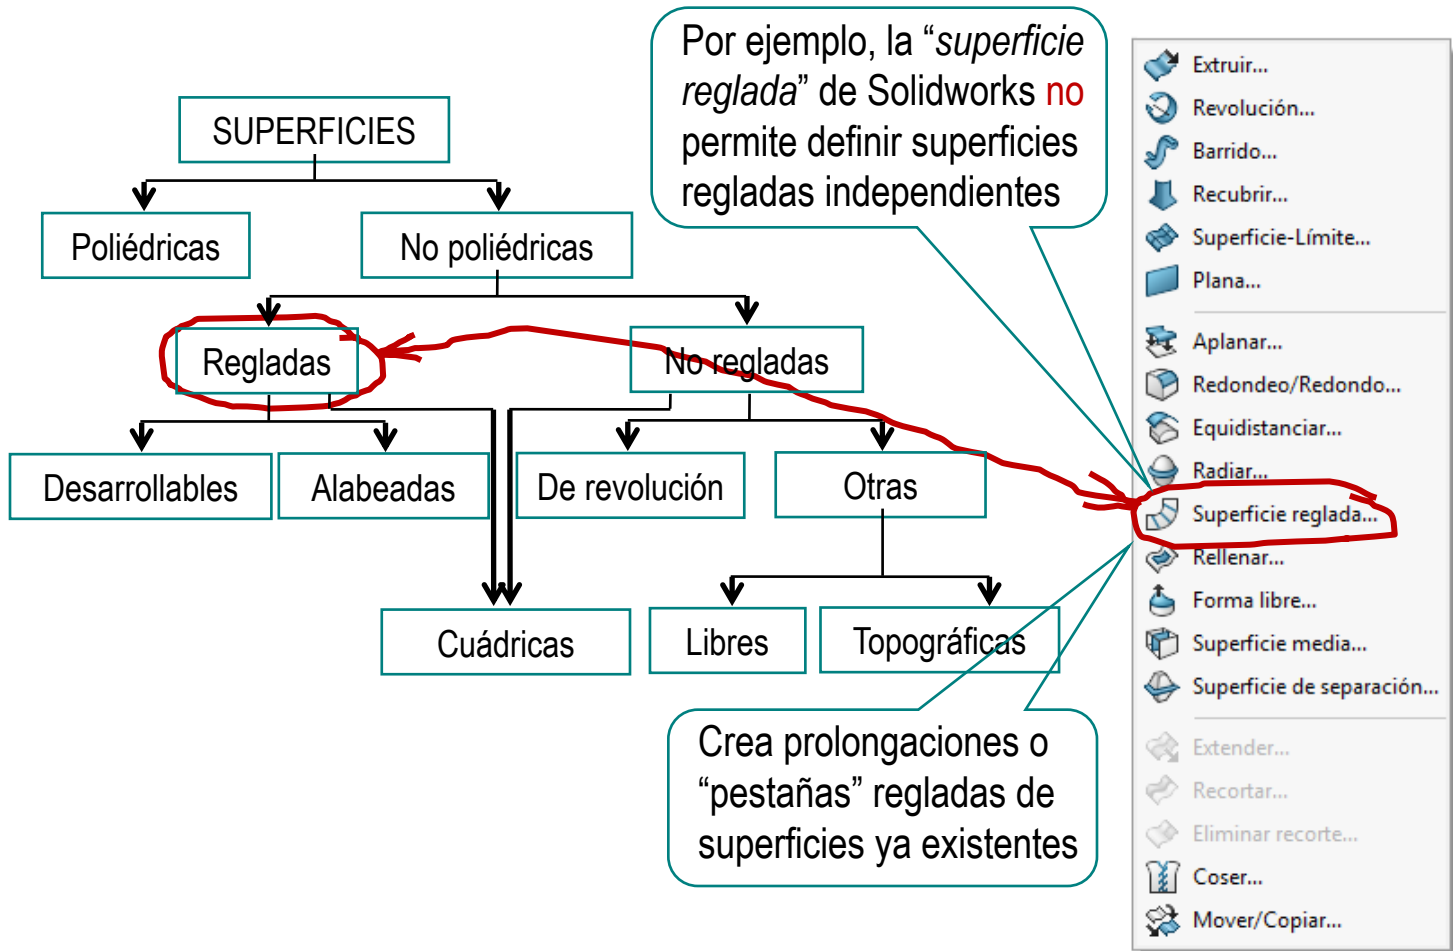 Por ejemplo, la “superficie
reglada” de Solidworks no
permite definir superficies
regladas independientes
SUPERFICIES
Poliédricas
No poliédricas
Regladas
No regladas
Desarrollables
Alabeadas
De revolución
Otras
Cuádricas
Libres
Topográficas
Crea prolongaciones o
“pestañas” regladas de
superficies ya existentes
Extruir...
Revolución...
Barrido...
Recubrir...
Superficie-Límite...
Plana...
Aplanar...
Redondeo/Redondo...
Equidistanciar...
Radiar...
Superficie reglada...
Rellenar...
Forma libre...
Superficie media...
Superficie de separación...
Extender...
Recortar...
Eliminar recorte...
Coser...
Mover/Copiar...